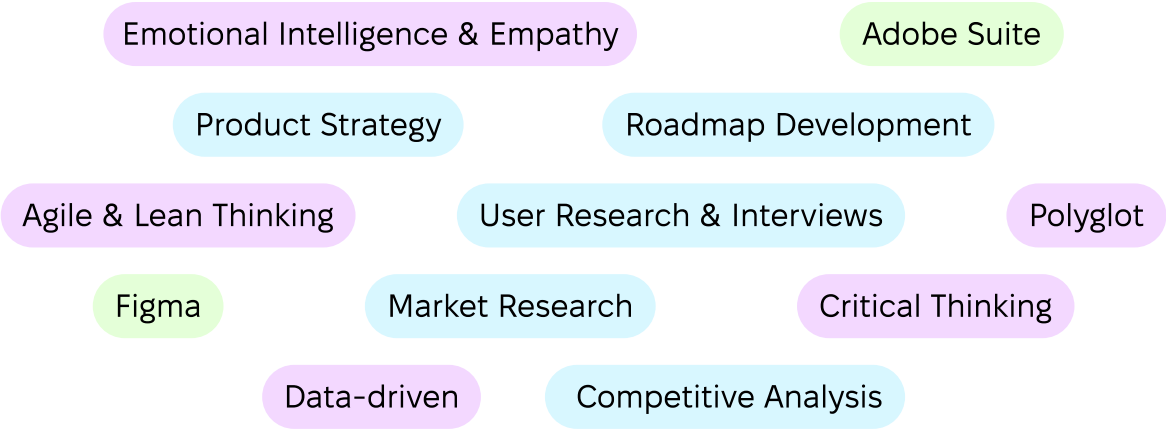 Emotional Intelligence & Empathy
Adobe Suite
Product Strategy
Roadmap Development
Agile & Lean Thinking
User Research & Interviews
Polyglot
Figma
Market Research
Critical Thinking
Data-driven
Competitive Analysis